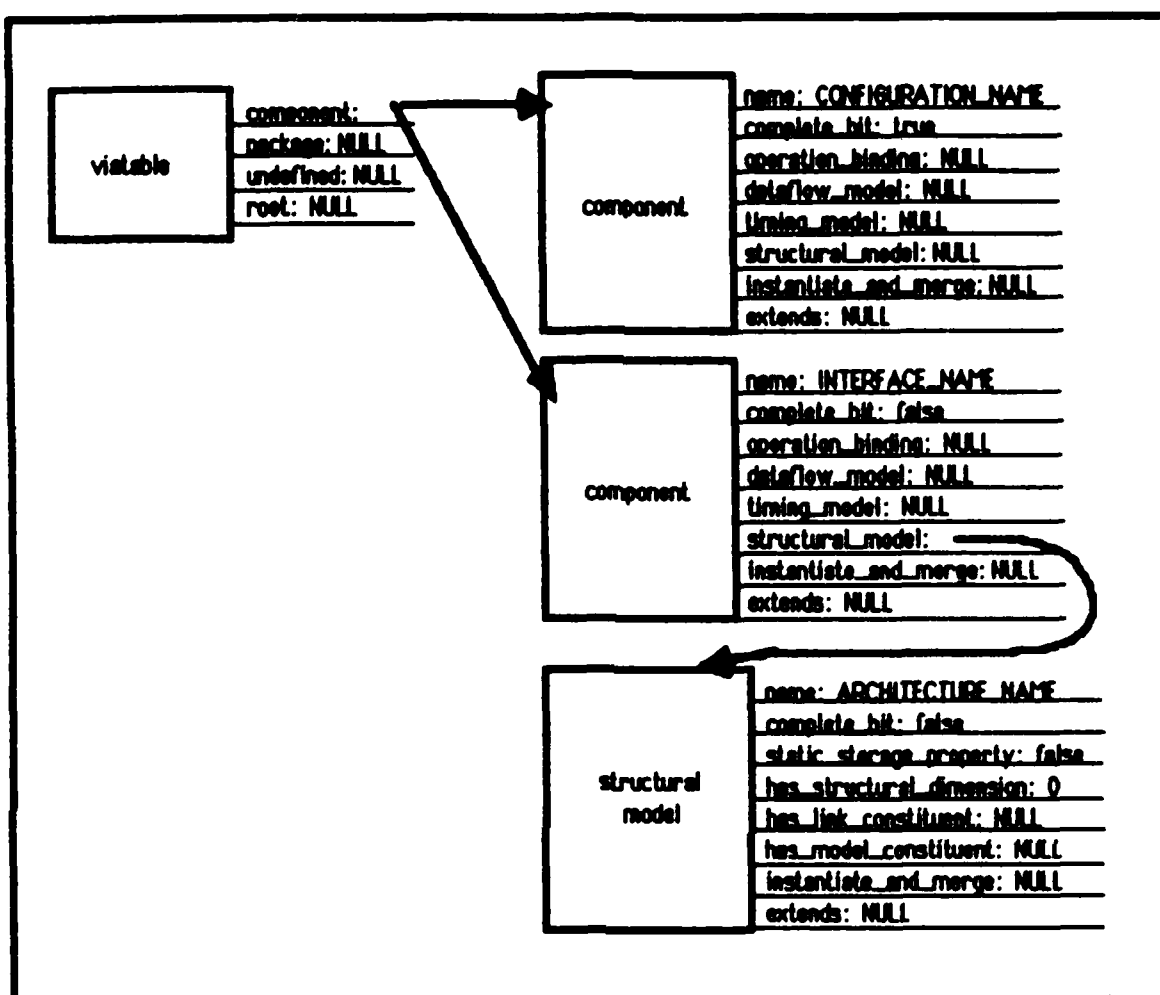 viatable
component:
package: NULL
undefined: NULL
root: NULL
component
name: CONFIGURATION_NAME
complete_bit: true
operation_binding: NULL
dataflow_model: NULL
timing_model: NULL
structural_model: NULL
instantiate_and_merge: NULL
extends: NULL
component
name: INTERFACE_NAME
complete_bit: false
operation_binding: NULL
dataflow_model: NULL
timing_model: NULL
structural_model:
instantiate_and_merge: NULL
extends: NULL
structural
model
name: ARCHITECTURE_NAME
complete_bit: false
static_storage_property: false
has_structural_dimension: 0
has_link_constituent: NULL
has_model_constituent: NULL
instantiate_and_merge: NULL
extends: NULL